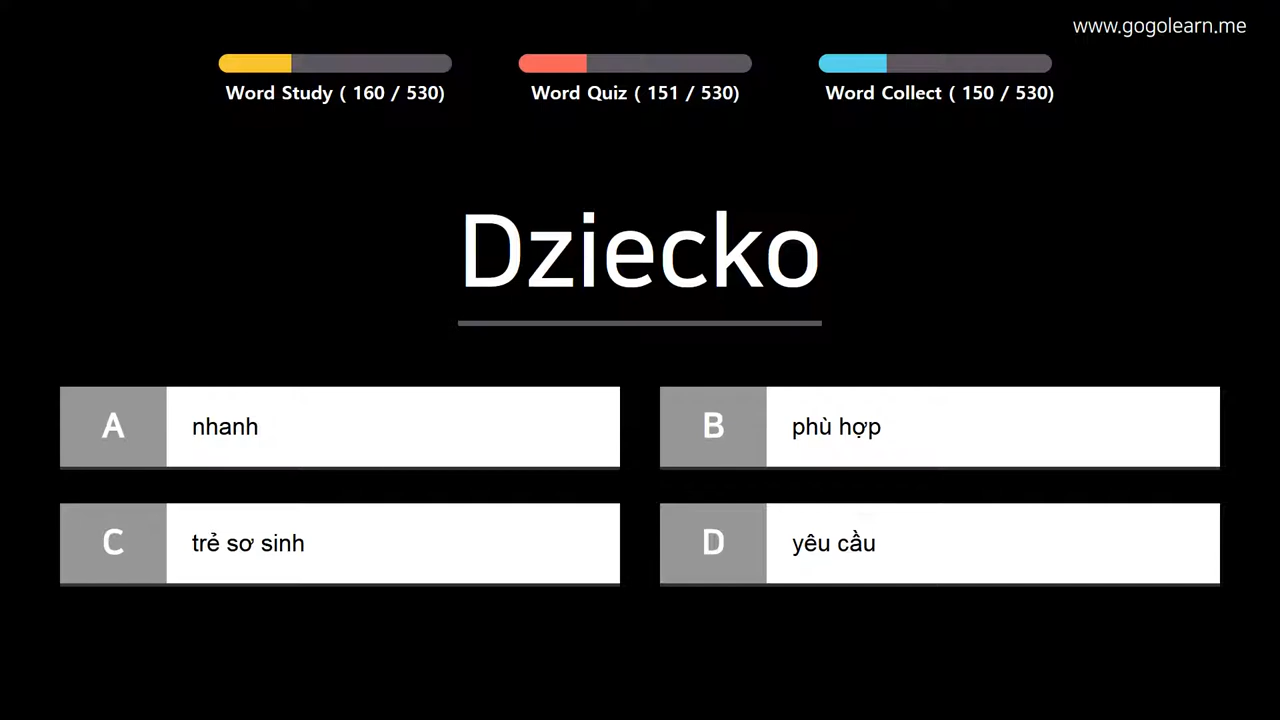 www.gogolearn.me
Word Study ( 160 / 530)
Word Quiz ( 151 / 530)
Word Collect ( 150 / 530)
Dziecko
A nhanh
B phù hợp
C trẻ sơ sinh
D yêu cầu